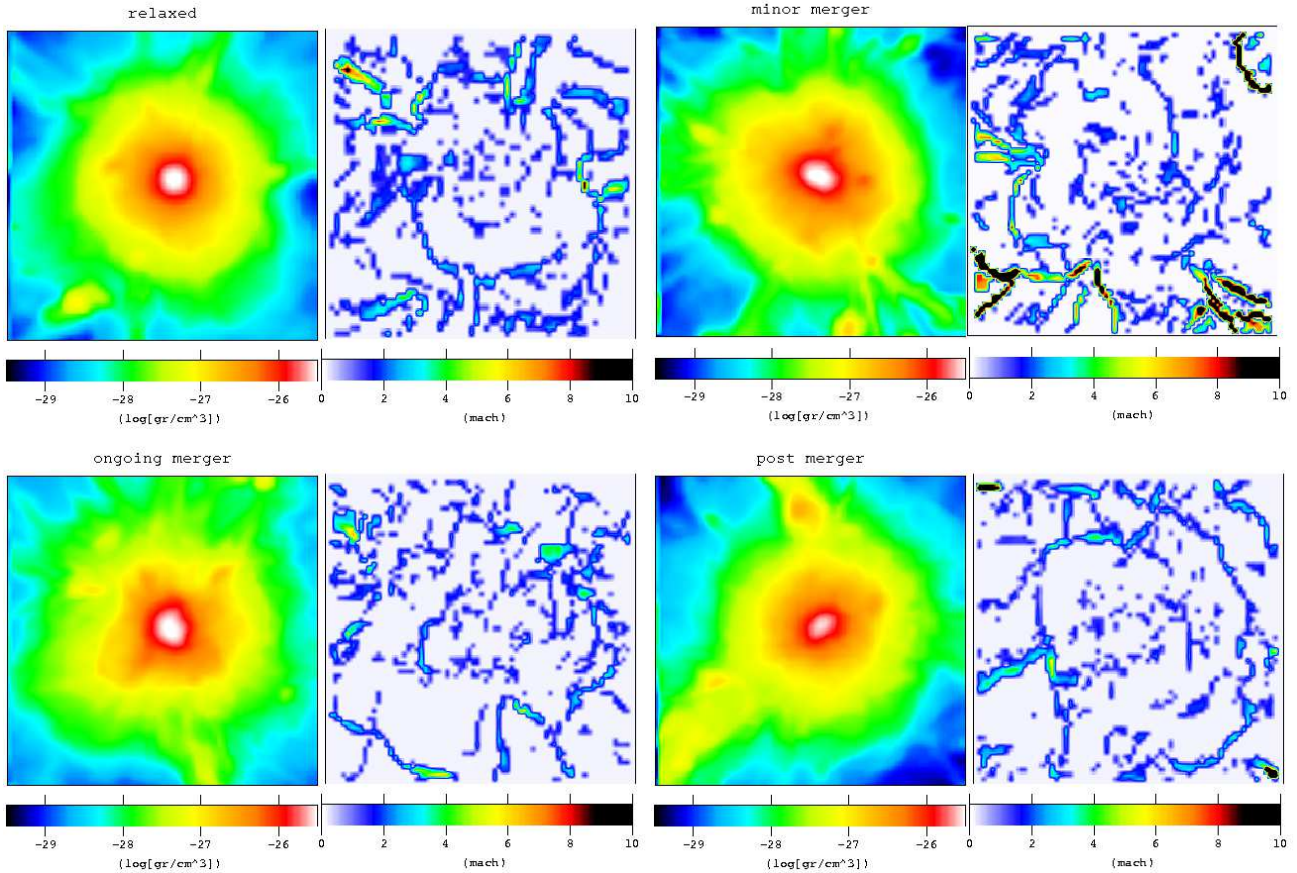 relaxed
minor merger
-29 -28 -27 -26
(log[gr/cm^3])
0 2 4 6 8 10
(mach)
-29 -28 -27 -26
(log[gr/cm^3])
0 2 4 6 8 10
(mach)
ongoing merger
post merger
-29 -28 -27 -26
(log[gr/cm^3])
0 2 4 6 8 10
(mach)
-29 -28 -27 -26
(log[gr/cm^3])
0 2 4 6 8 10
(mach)